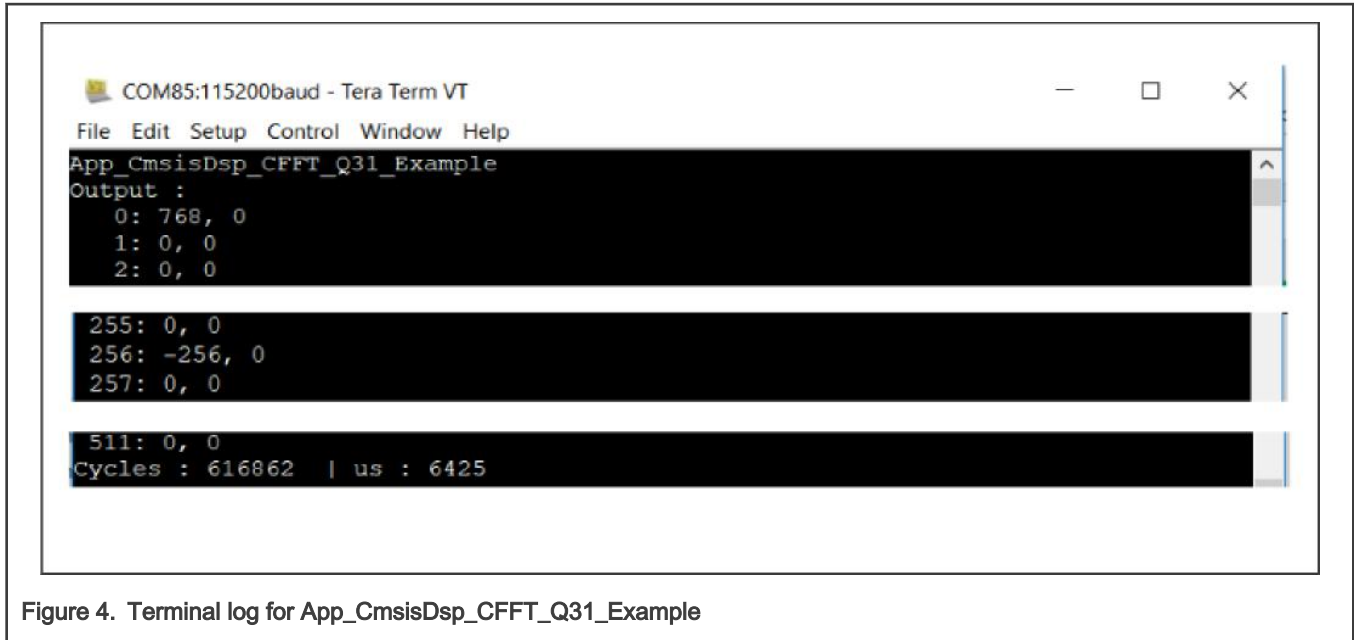 COM85:115200baud - Tera Term VT
File Edit Setup Control Window Help
App_CmsisDsp_CFFT_Q31_Example
Output :
0: 768, 0
1: 0, 0
2: 0, 0
255: 0, 0
256: -256, 0
257: 0, 0
511: 0, 0
Cycles : 616862 | us : 6425
Figure 4. Terminal log for App_CmsisDsp_CFFT_Q31_Example